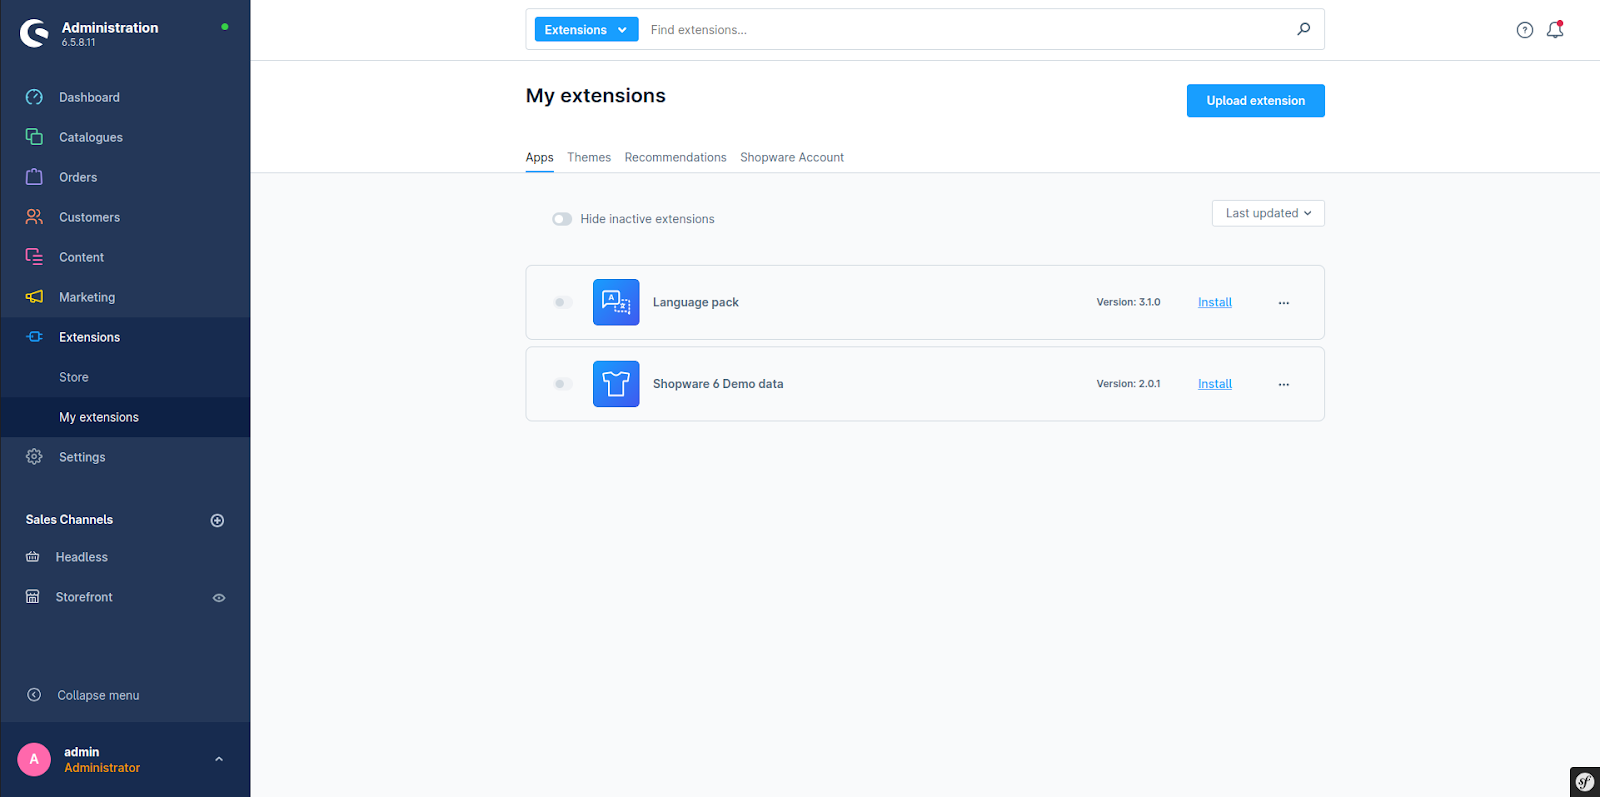 Administration
6.5.8.11
Dashboard
Catalogues
Orders
Customers
Content
Marketing
Extensions
Store
My extensions
Settings
Sales Channels
Headless
Storefront
Collapse menu
A
admin
Administrator
Extensions
Find extensions...
My extensions
Upload extension
Apps Themes Recommendations Shopware Account
Hide inactive extensions
Last updated
A
Language pack Version: 3.1.0 Install ...
Shopware 6 Demo data Version: 2.0.1 Install ...
sf